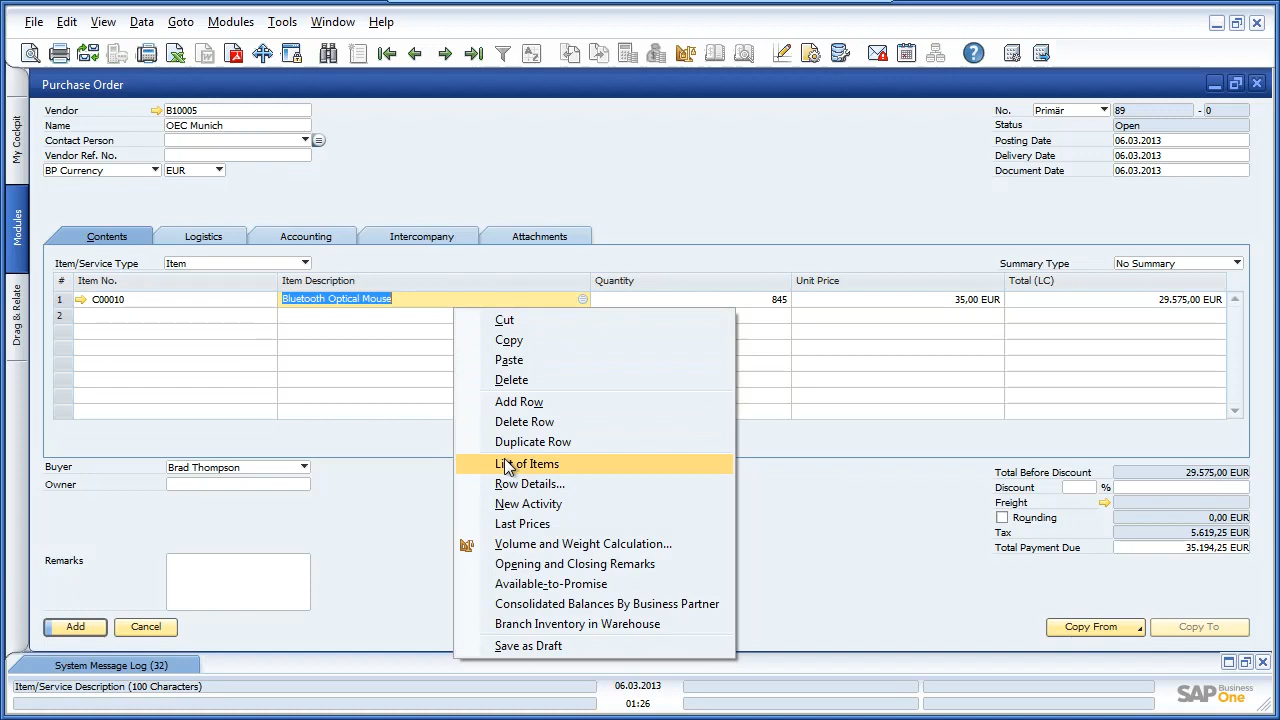 File Edit View Data Goto Modules Tools Window Help
Purchase Order
My Cockpit
Modules
Drag & Relate
Vendor B10005
Name OEC Munich
Contact Person
Vendor Ref. No.
BP Currency EUR
No. Primär 89 - 0
Status Open
Posting Date 06.03.2013
Delivery Date 06.03.2013
Document Date 06.03.2013
Contents Logistics Accounting Intercompany Attachments
Item/Service Type Item Summary Type No Summary
# Item No. Item Description Quantity Unit Price Total (LC)
1 C00010 Bluetooth Optical Mouse 845 35,00 EUR 29.575,00 EUR
2
Cut
Copy
Paste
Delete
Add Row
Delete Row
Duplicate Row
List of Items
Row Details...
New Activity
Last Prices
Volume and Weight Calculation...
Opening and Closing Remarks
Available-to-Promise
Consolidated Balances By Business Partner
Branch Inventory in Warehouse
Save as Draft
Buyer Brad Thompson
Owner
Remarks
Total Before Discount 29.575,00 EUR
Discount %
Freight
Rounding 0,00 EUR
Tax 5.619,25 EUR
Total Payment Due 35.194,25 EUR
Add Cancel Copy From Copy To
System Message Log (32)
Item/Service Description (100 Characters) 06.03.2013
01:26
SAP Business One